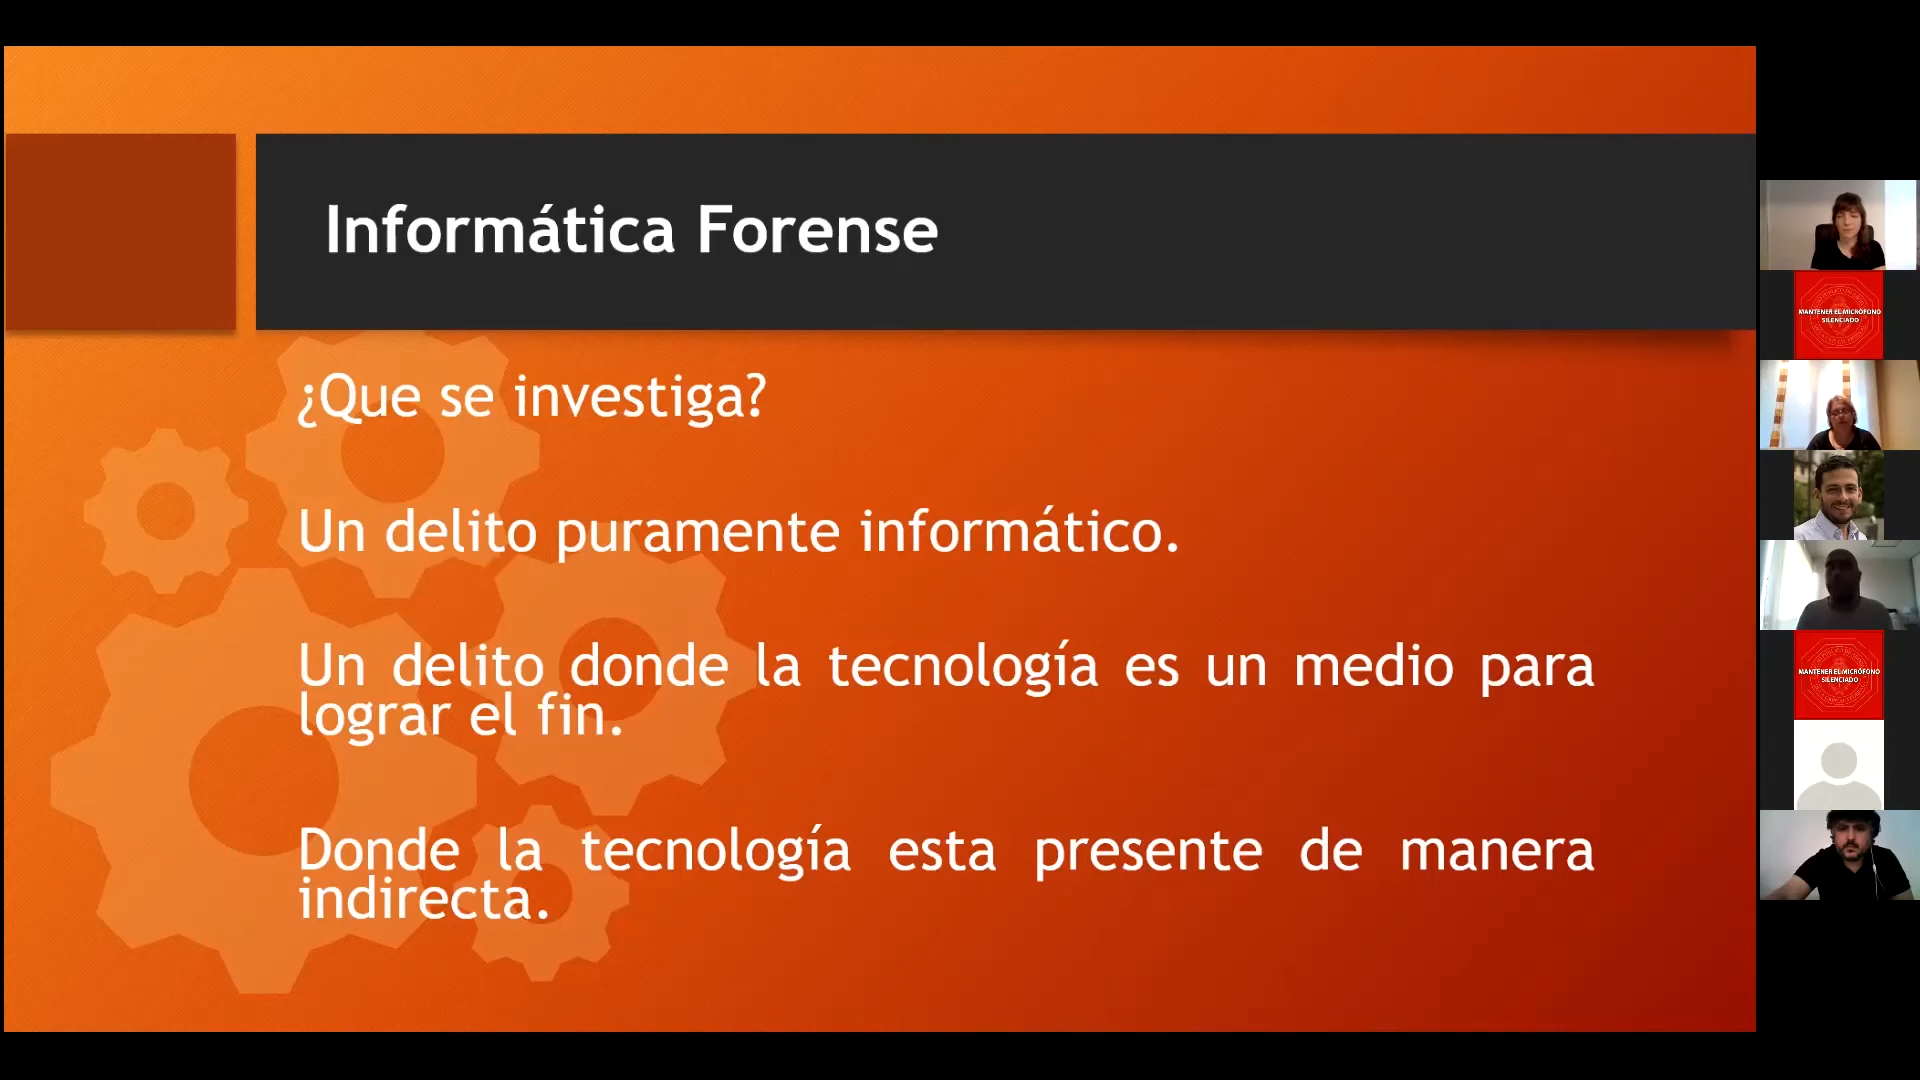 Informática Forense
¿Que se investiga?
Un delito puramente informático.
Un delito donde la tecnología es un medio para
lograr el fin.
Donde la tecnología esta presente de manera
indirecta.
MANTENER EL MICRÓFONO
SILENCIADO
MANTENER EL MICRÓFONO
SILENCIADO